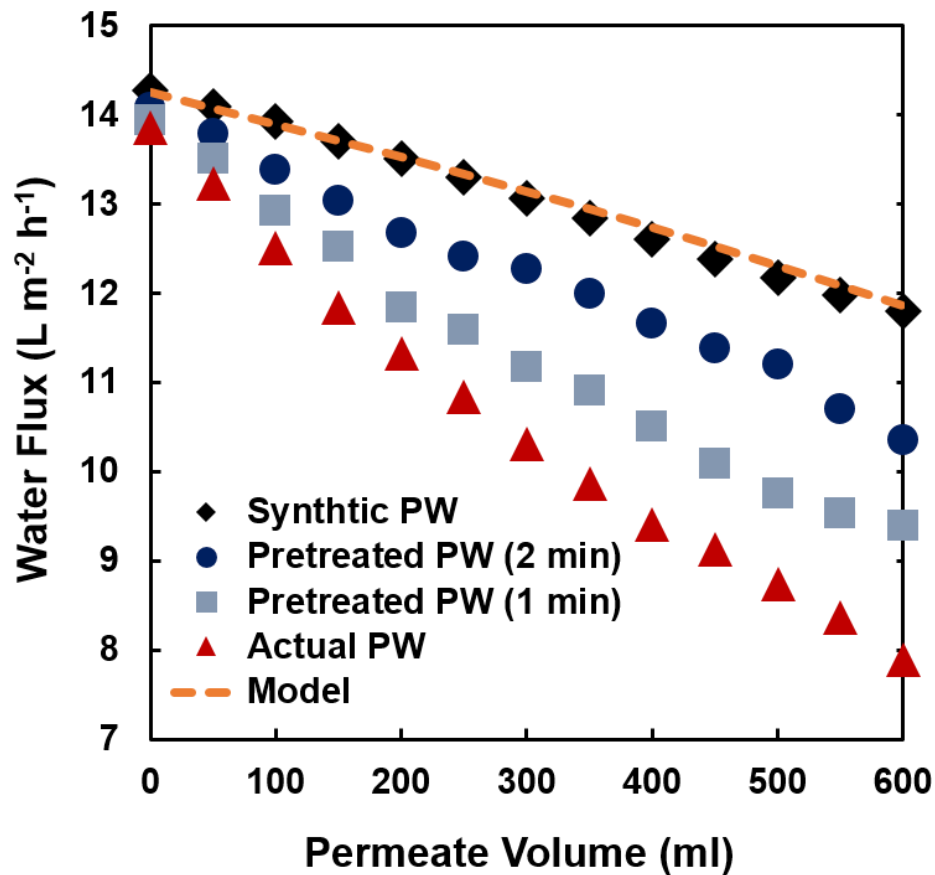 15
14
13
12
11
10
9
8
7
Water Flux (L m⁻² h⁻¹)
Synthtic PW
Pretreated PW (2 min)
Pretreated PW (1 min)
Actual PW
Model
0 100 200 300 400 500 600
Permeate Volume (ml)